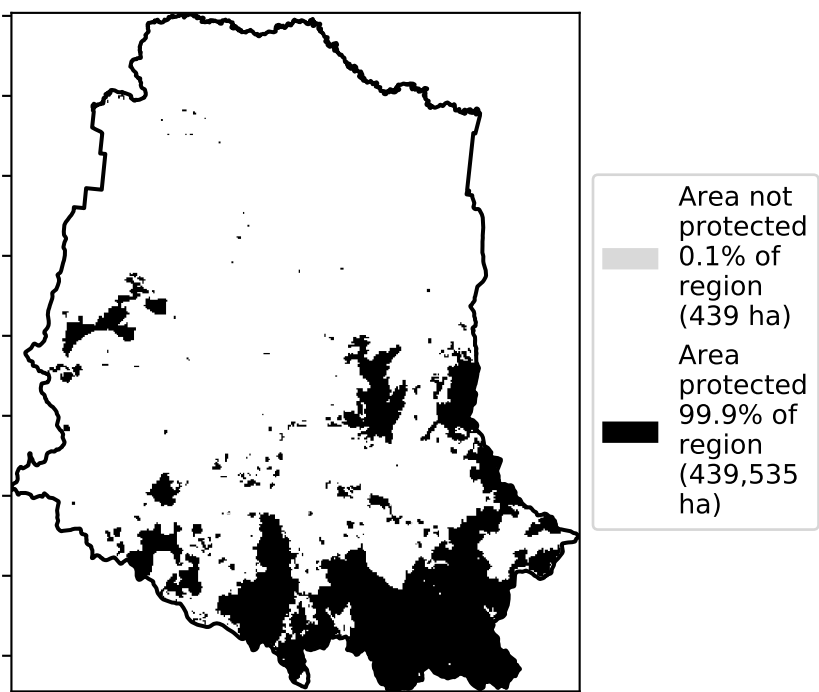 Area not
protected
0.1% of
region
(439 ha)
Area
protected
99.9% of
region
(439,535
ha)